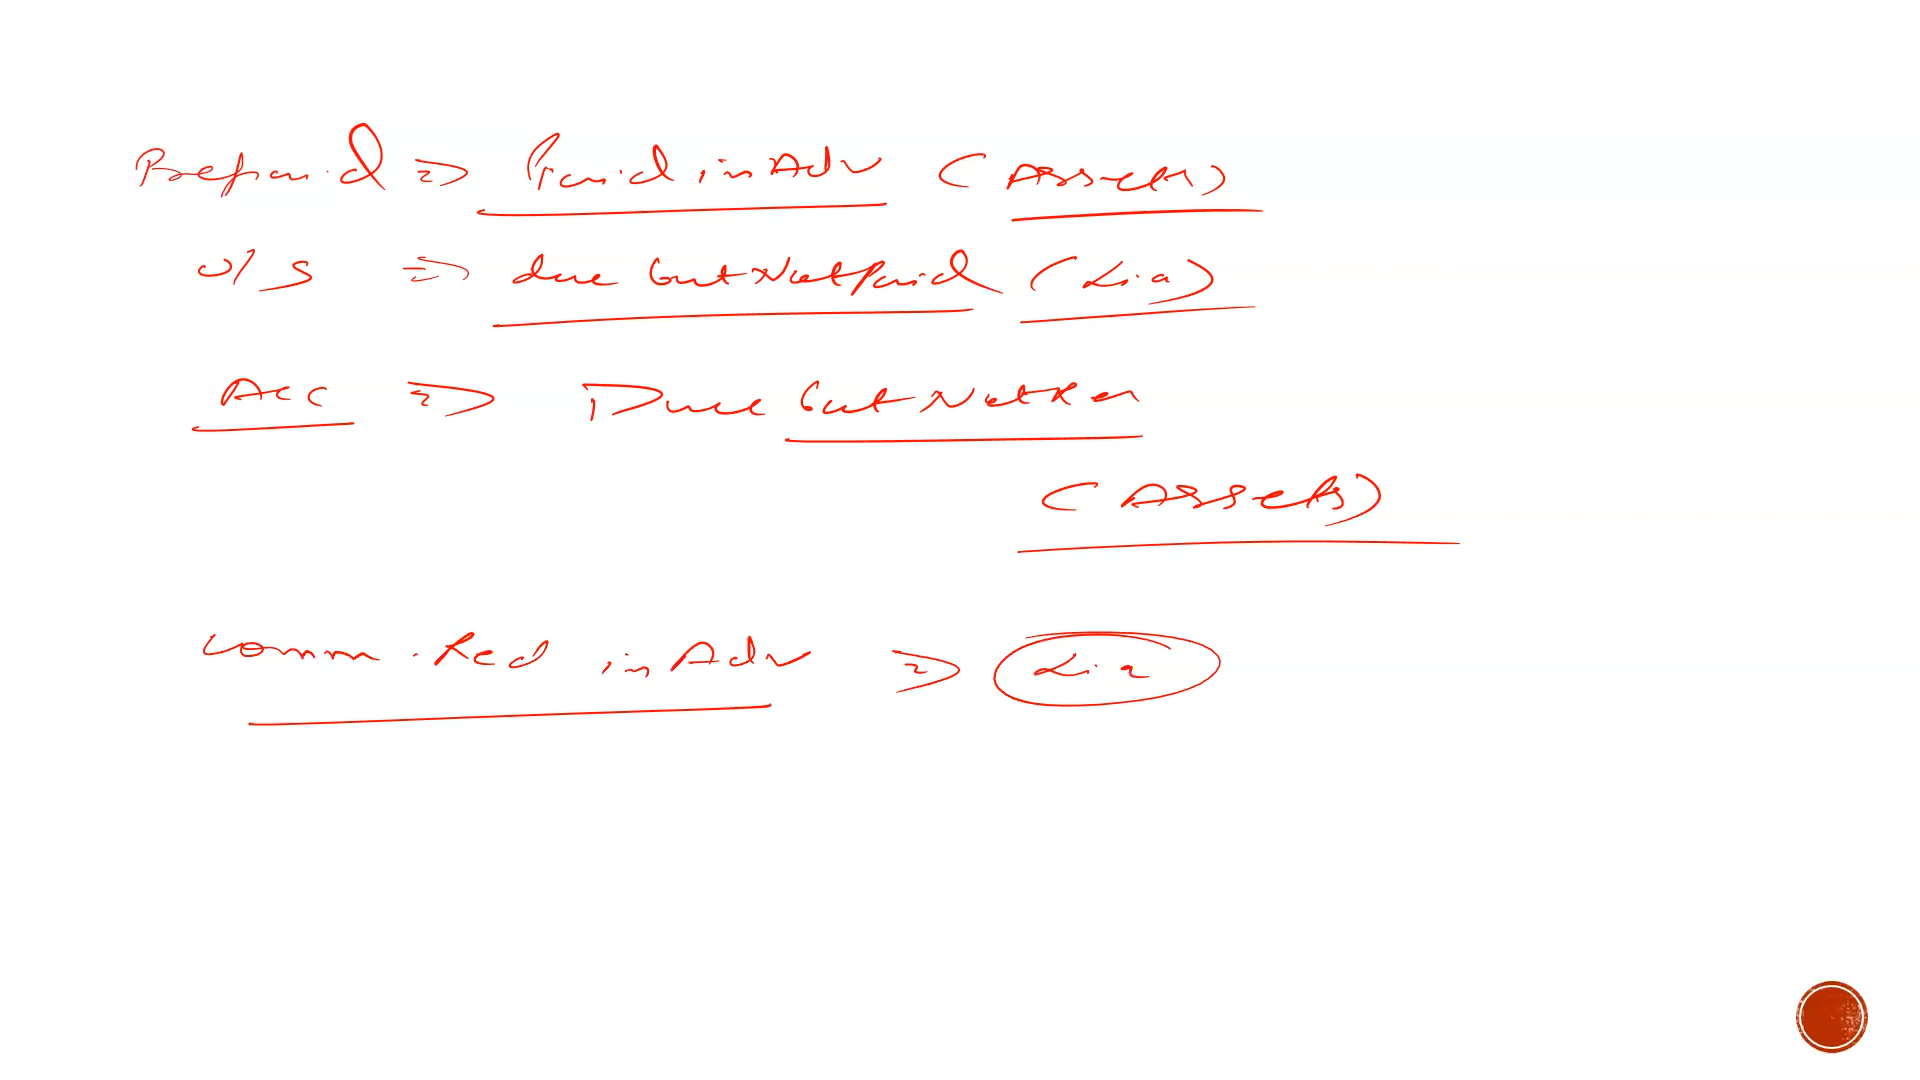 Prepaid ⇒ Paid in Adv (Assets)
o/s ⇒ due but Not paid (Lia)
Acc ⇒ Due but Not Re
(Assets)
Comm. Recd in Adv ⇒ Lia